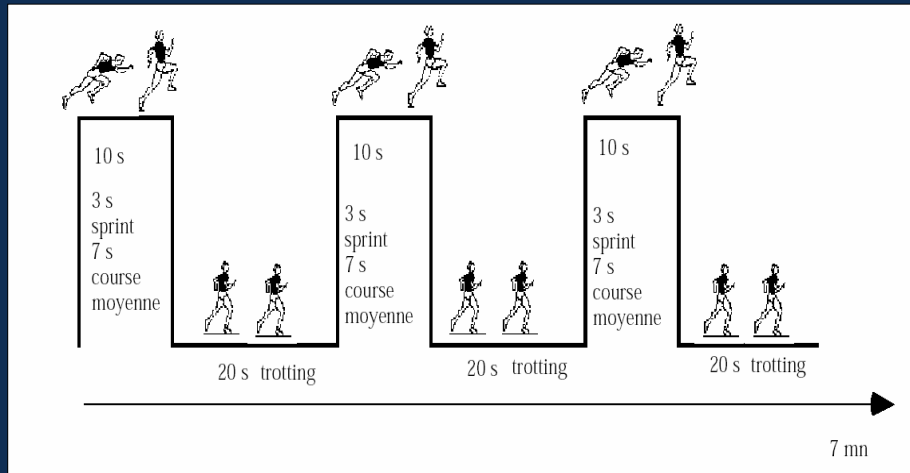 10 s
3 s
sprint
7 s
course
moyenne
10 s
3 s
sprint
7 s
course
moyenne
10 s
3 s
sprint
7 s
course
moyenne
20 s trotting
20 s trotting
20 s trotting
7 mn